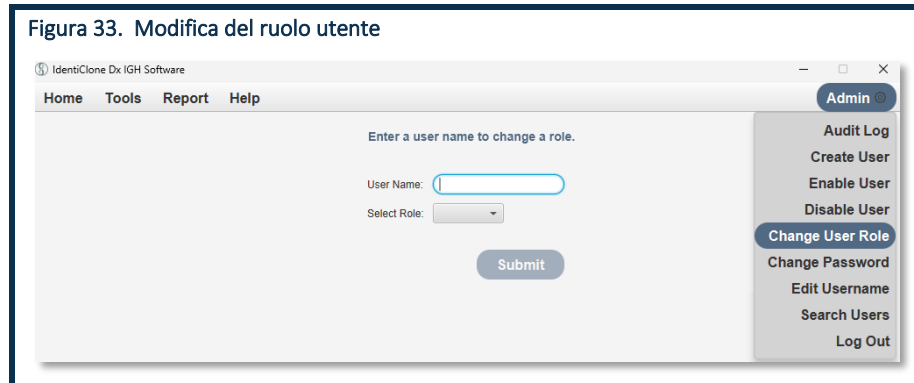 Figura 33. Modifica del ruolo utente
IdentiClone Dx IGH Software
Home Tools Report Help Admin
Enter a user name to change a role.
User Name:
Select Role:
Submit
Audit Log
Create User
Enable User
Disable User
Change User Role
Change Password
Edit Username
Search Users
Log Out